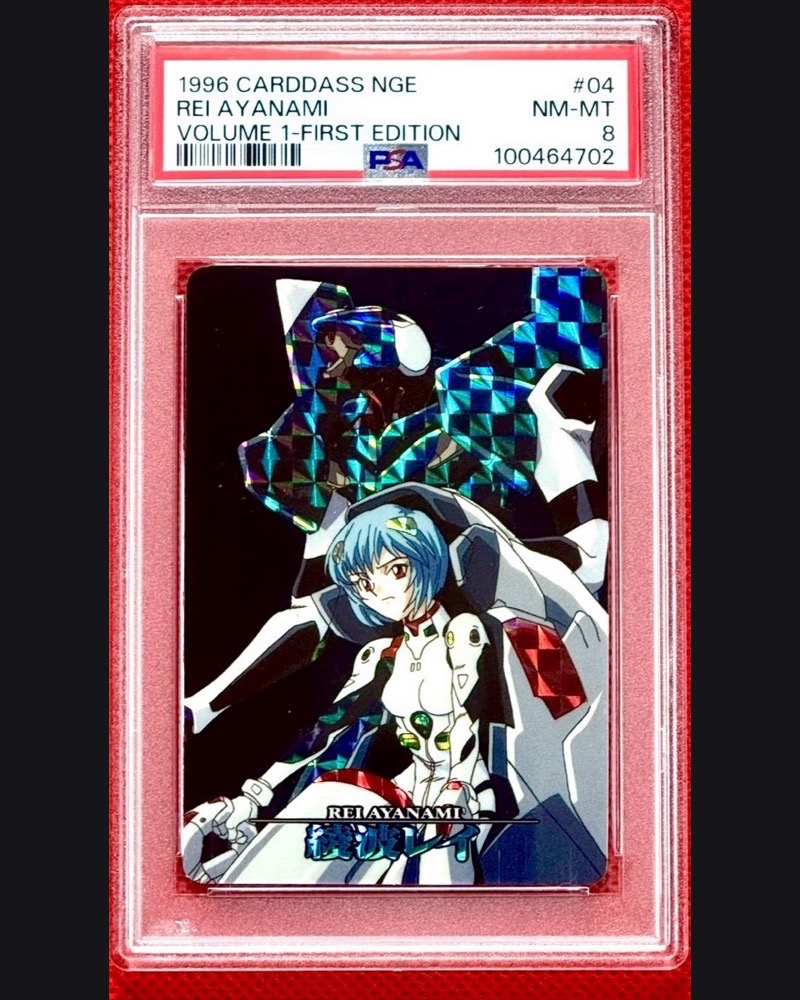 1996 CARDDASS NGE #04
REI AYANAMI NM-MT
VOLUME 1-FIRST EDITION 8
PSA 100464702
REI AYANAMI
綾波レイ